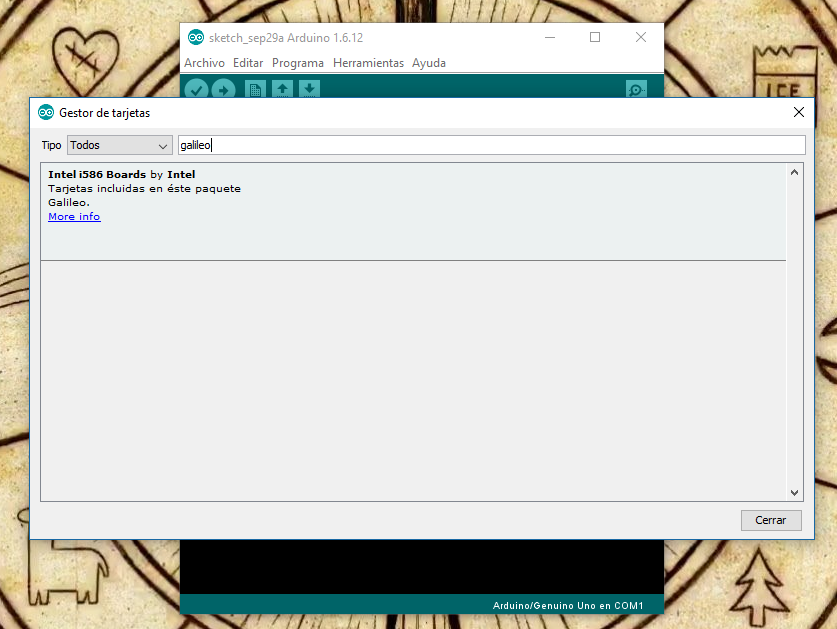 sketch_sep29a Arduino 1.6.12
Archivo Editar Programa Herramientas Ayuda
Gestor de tarjetas
Tipo Todos galileo
Intel i586 Boards by Intel
Tarjetas incluidas en éste paquete
Galileo.
More info
Cerrar
Arduino/Genuino Uno en COM1
ICE